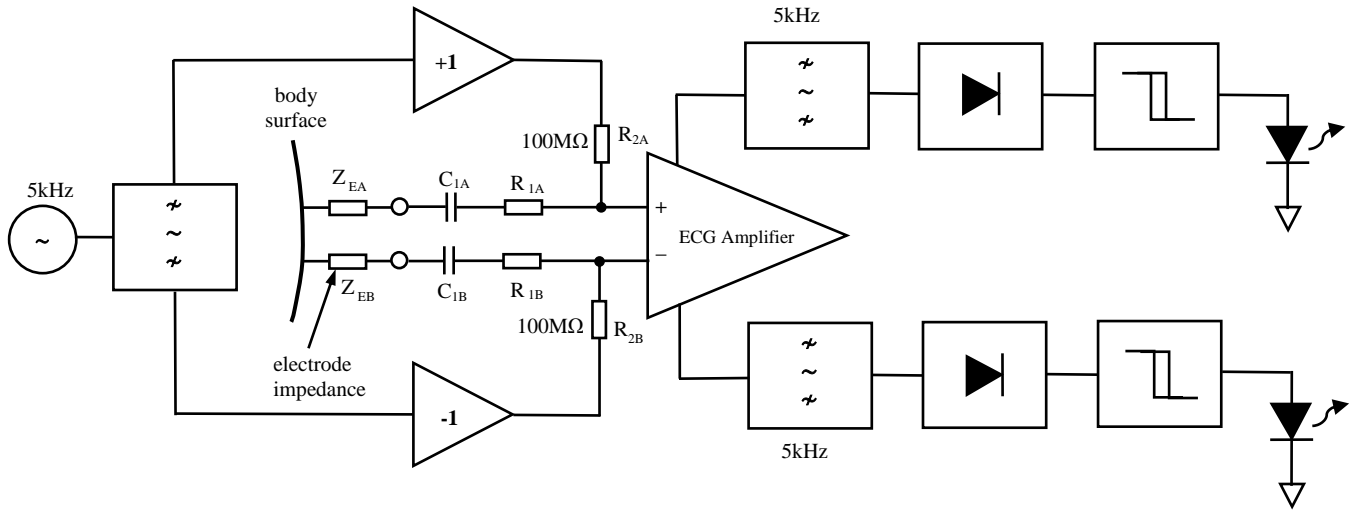 5kHz
+1
body
surface
100MΩ
R2A
5kHz
ZEA
C1A
R1A
~
~
~
~
+
ECG Amplifier
−
ZEB
C1B
R1B
100MΩ
R2B
electrode
impedance
-1
~
~
~
~
~
~
5kHz